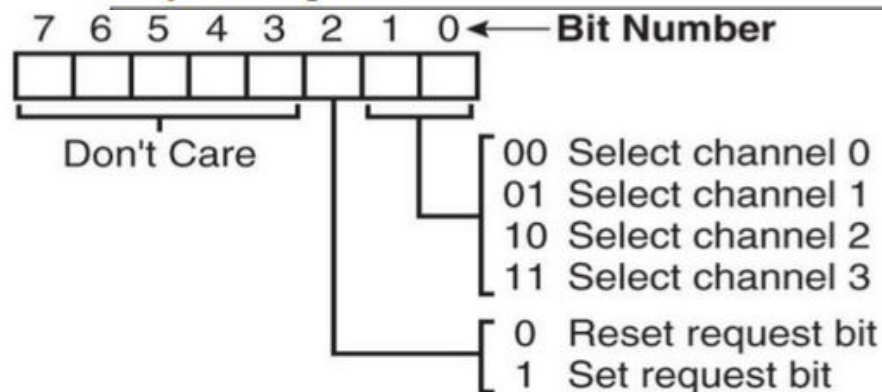 7 6 5 4 3 2 1 0 Bit Number
Don't Care
00 Select channel 0
01 Select channel 1
10 Select channel 2
11 Select channel 3
0 Reset request bit
1 Set request bit